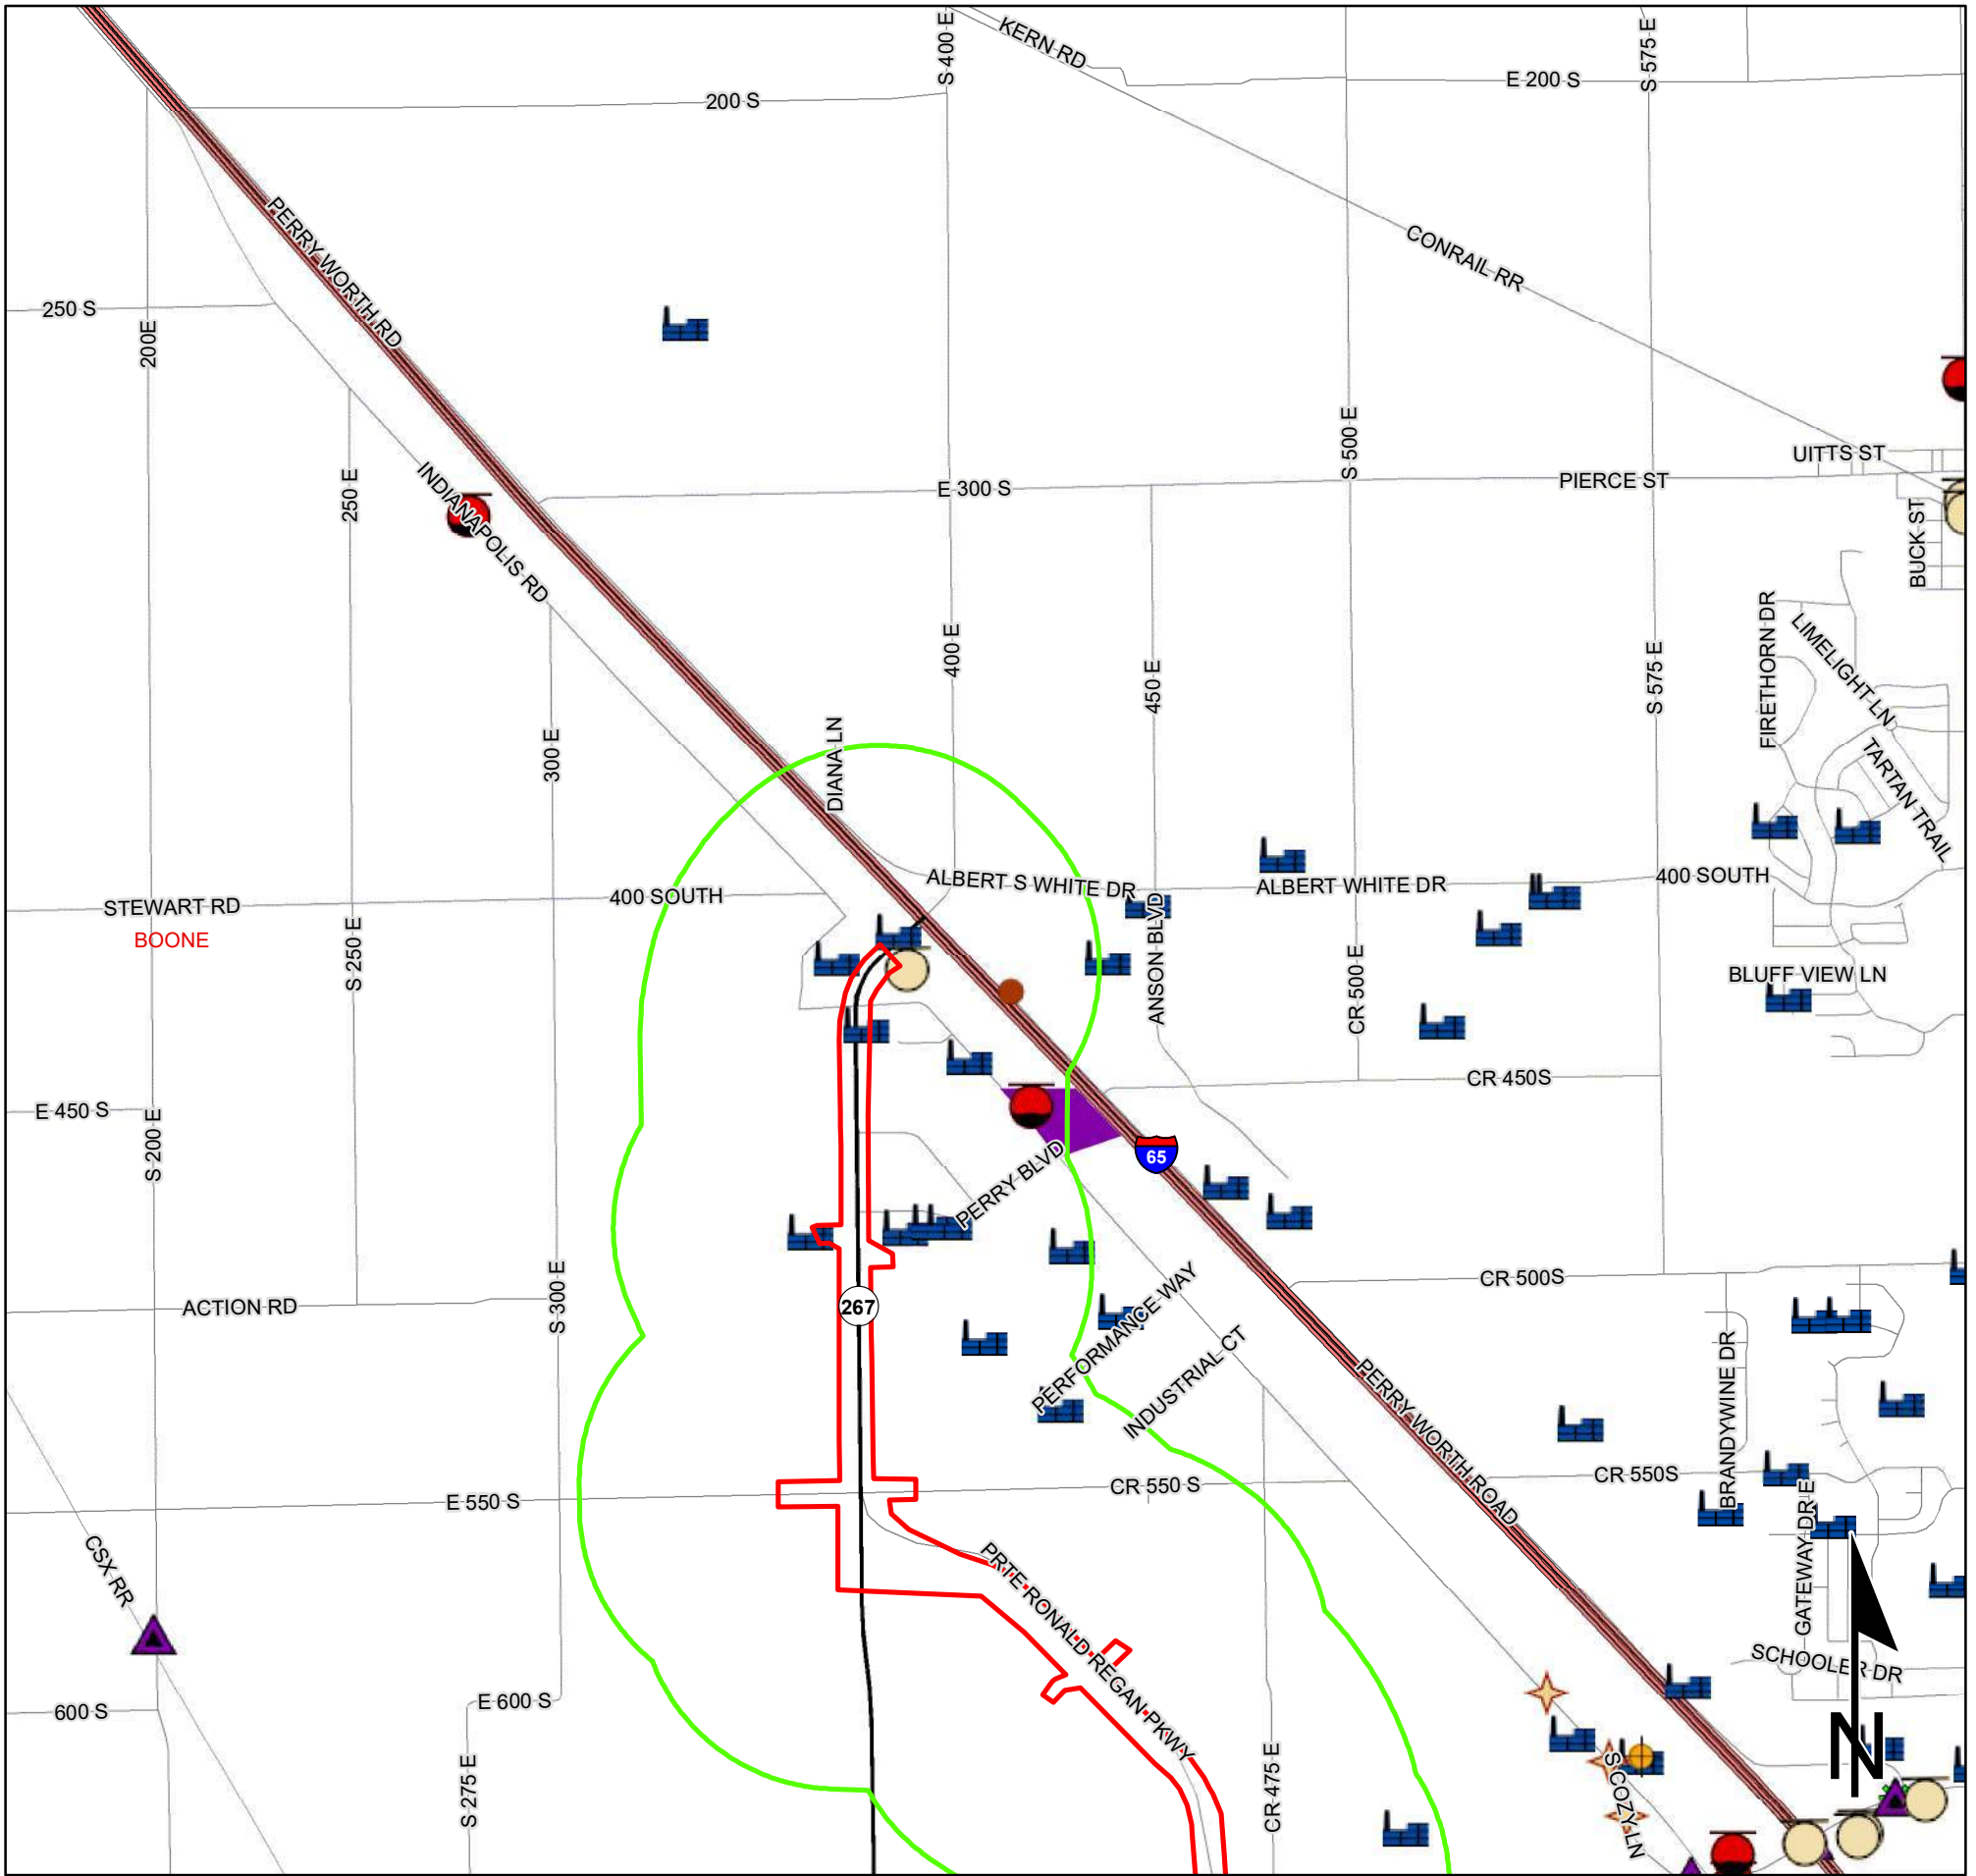 S 400 E
KERN RD
S 575 E
E 200 S
200 S
PERRY WORTH RD
CONRAIL RR
250 S
200E
S 500 E
UITTS ST
PIERCE ST
E 300 S
250 E
INDIANAPOLIS RD
BUCK ST
FIRETHORN DR
LIMELIGHT LN
400 E
450 E
S 575 E
300 E
DIANA LN
TARTAN TRAIL
ALBERT S WHITE DR
ALBERT WHITE DR
400 SOUTH
400 SOUTH
STEWART RD
BOONE
S 250 E
ANSON BLVD
CR 500 E
BLUFF VIEW LN
CR 450S
E 450 S
S 200 E
65
PERRY BLVD
CR 500S
PERFORMANCE WAY
ACTION RD
S 300 E
267
INDUSTRIAL CT
BRANDYWINE DR
PERRY WORTH ROAD
CR 550S
CR 550 S
E 550 S
GATEWAY DR E
CSX RR
PRTE RONALD REGAN PKWY
SCHOOLER DR
E 600 S
600 S
N
S 275 E
CR 475 E
S COZY LN